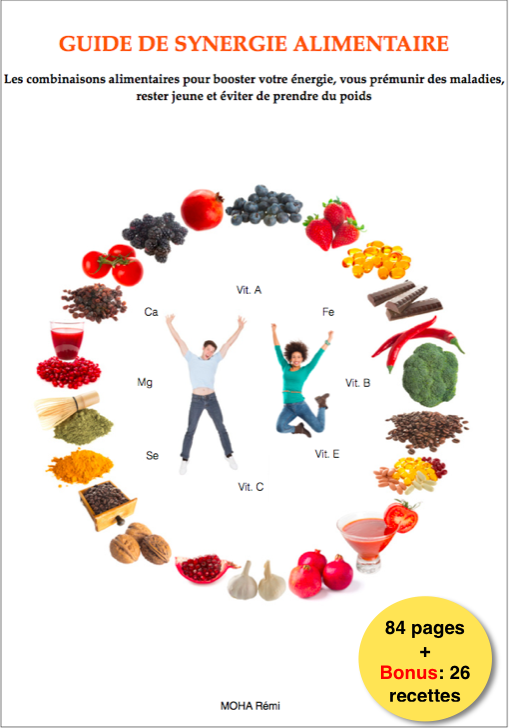 GUIDE DE SYNERGIE ALIMENTAIRE
Les combinaisons alimentaires pour booster votre énergie, vous prémunir des maladies,
rester jeune et éviter de prendre du poids
Vit. A
Ca
Fe
Mg
Vit. B
Se
Vit. E
Vit. C
84 pages
+
Bonus: 26
recettes
MOHA Rémi